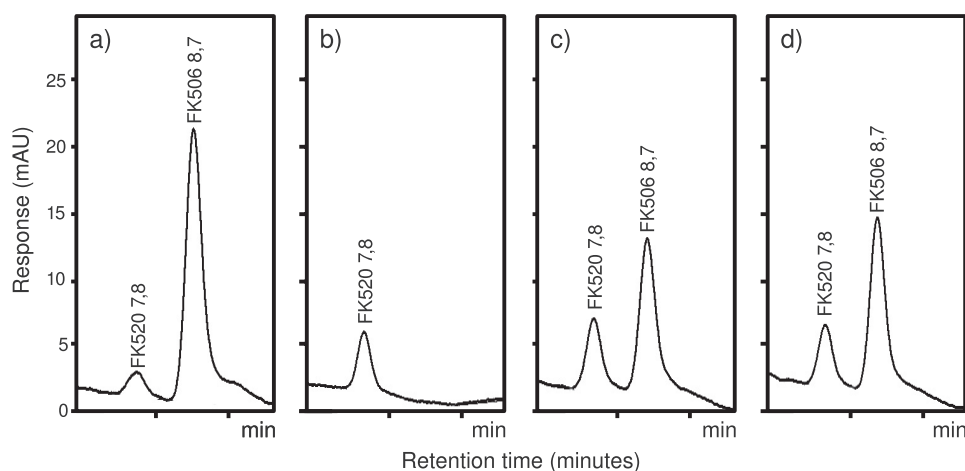 a)
FK520 7,8
FK506 8,7
b)
FK520 7,8
c)
FK520 7,8
FK506 8,7
d)
FK520 7,8
FK506 8,7
Response (mAU)
25
20
15
10
5
0
min
min
min
min
Retention time (minutes)